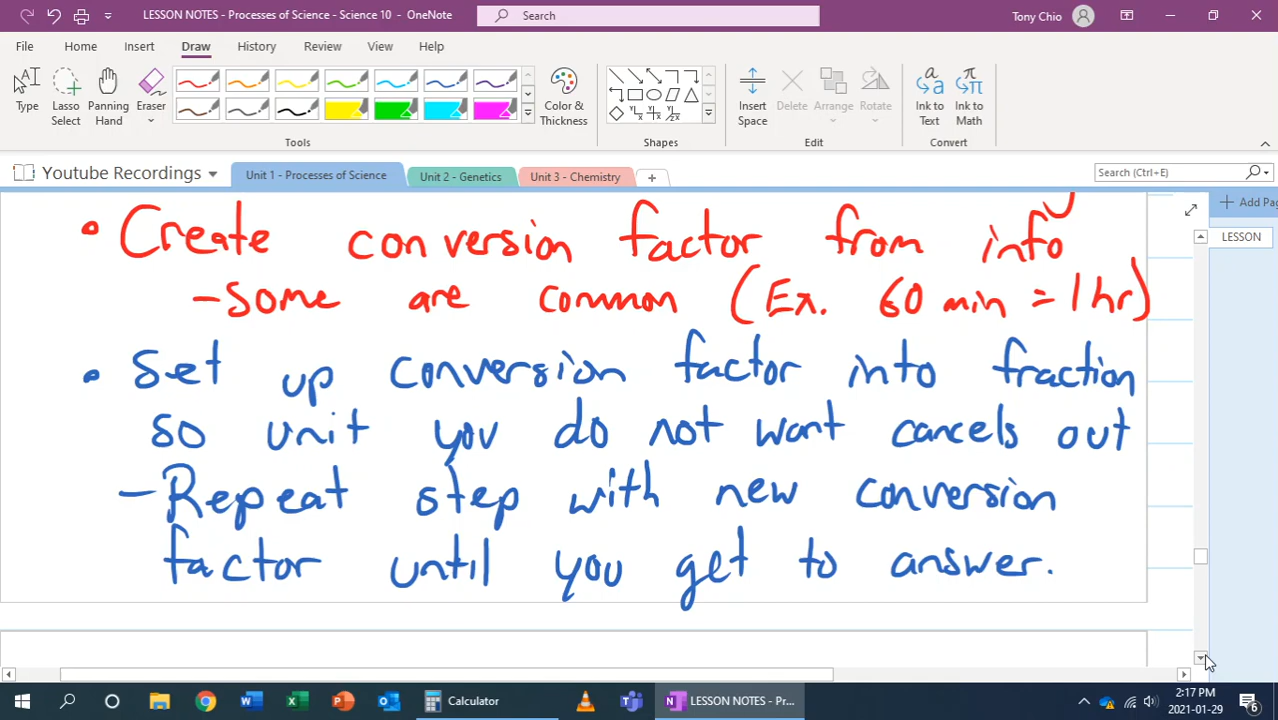 LESSON NOTES - Processes of Science - Science 10 - OneNote
Search
Tony Chio
File Home Insert Draw History Review View Help
Type
Lasso Select
Panning Hand
Eraser
Color & Thickness
Insert Space
Delete
Arrange
Rotate
Ink to Text
Ink to Math
Tools
Shapes
Edit
Convert
Youtube Recordings
Unit 1 - Processes of Science
Unit 2 - Genetics
Unit 3 - Chemistry
Search (Ctrl+E)
Add Pag
LESSON
• Create conversion factor from info
- some are common (Ex. 60 min = 1 hr)
• Set up conversion factor into fraction
so unit you do not want cancels out
- Repeat step with new conversion
factor until you get to answer.
Calculator
LESSON NOTES - Pr...
2:17 PM
2021-01-29
6